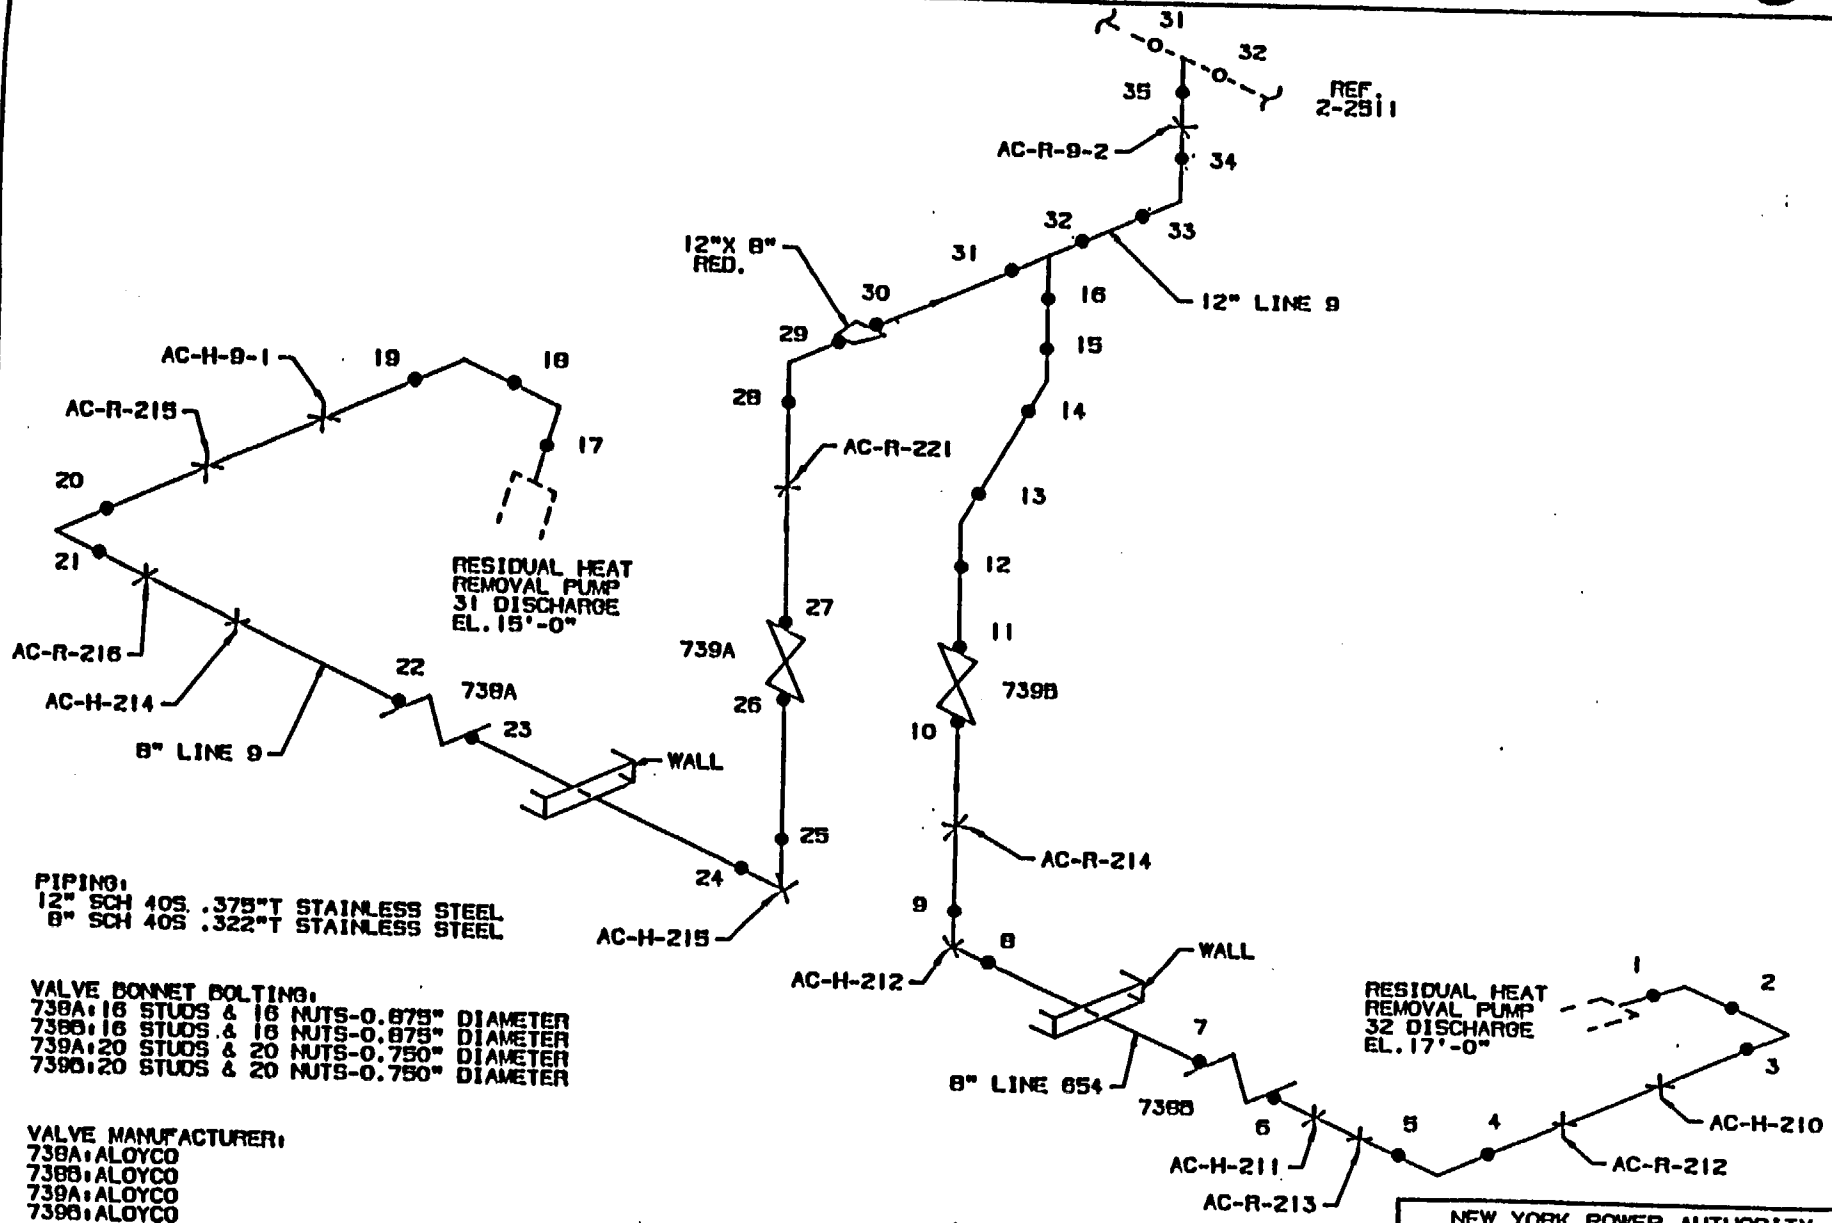 31
32
35
REF.
2-2511
AC-R-9-2
34
33
32
31
12"X 8"
RED.
30
29
16
12" LINE 9
15
AC-H-9-1
19
18
28
14
AC-R-215
17
AC-R-221
20
13
21
12
RESIDUAL HEAT
REMOVAL PUMP
31 DISCHARGE
EL.15'-0"
27
11
AC-R-216
739A
22
738A
739B
AC-H-214
26
23
10
8" LINE 9
WALL
25
AC-R-214
24
PIPING:
12" SCH 40S .375"T STAINLESS STEEL
8" SCH 40S .322"T STAINLESS STEEL
9
AC-H-215
8
WALL
AC-H-212
1
2
RESIDUAL HEAT
REMOVAL PUMP
32 DISCHARGE
EL.17'-0"
VALVE BONNET BOLTING:
738A:16 STUDS & 16 NUTS-0.875" DIAMETER
738B:16 STUDS & 16 NUTS-0.875" DIAMETER
739A:20 STUDS & 20 NUTS-0.750" DIAMETER
739B:20 STUDS & 20 NUTS-0.750" DIAMETER
7
3
8" LINE 654
738B
6
5
4
AC-H-210
AC-H-211
AC-R-212
AC-R-213
VALVE MANUFACTURER:
738A:ALOYCO
738B:ALOYCO
739A:ALOYCO
739B:ALOYCO
NEW YORK POWER AUTHORITY